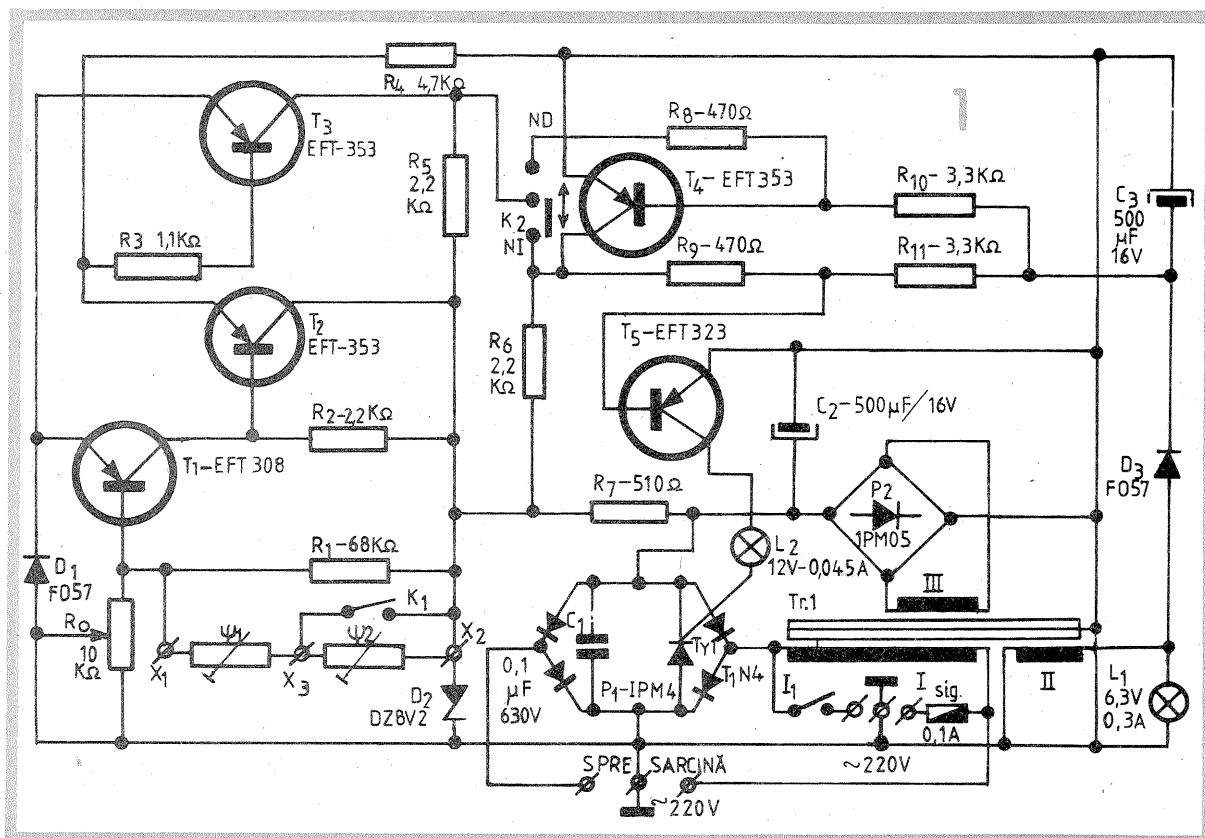 1
R4 4,7KΩ
T3
EFT-353
ND
R8-470Ω
R5
2,2
KΩ
T4-EFT353
R10-3,3KΩ
C3
500
µF
16V
K2
NI
R3 1,1KΩ
R9-470Ω
R11-3,3KΩ
T2
EFT-353
T5-EFT323
R6
2,2
KΩ
C2-500µF/16V
R2-2,2KΩ
T1-EFT 308
R7-510Ω
P2
1PM05
D3
F057
D1
F057
R1-68KΩ
L2
12V-0,045A
III
Tr.1
K1
R0
10
KΩ
ψ1
ψ2
X1
X3
X2
C1
0,1
µF
630V
Ty1
T1N4
P1-IPM4
I1
I
sig.
0,1A
II
L1
6,3V
0,3A
D2
DZ8V2
SPRE SARCINĂ
~220V
~220V